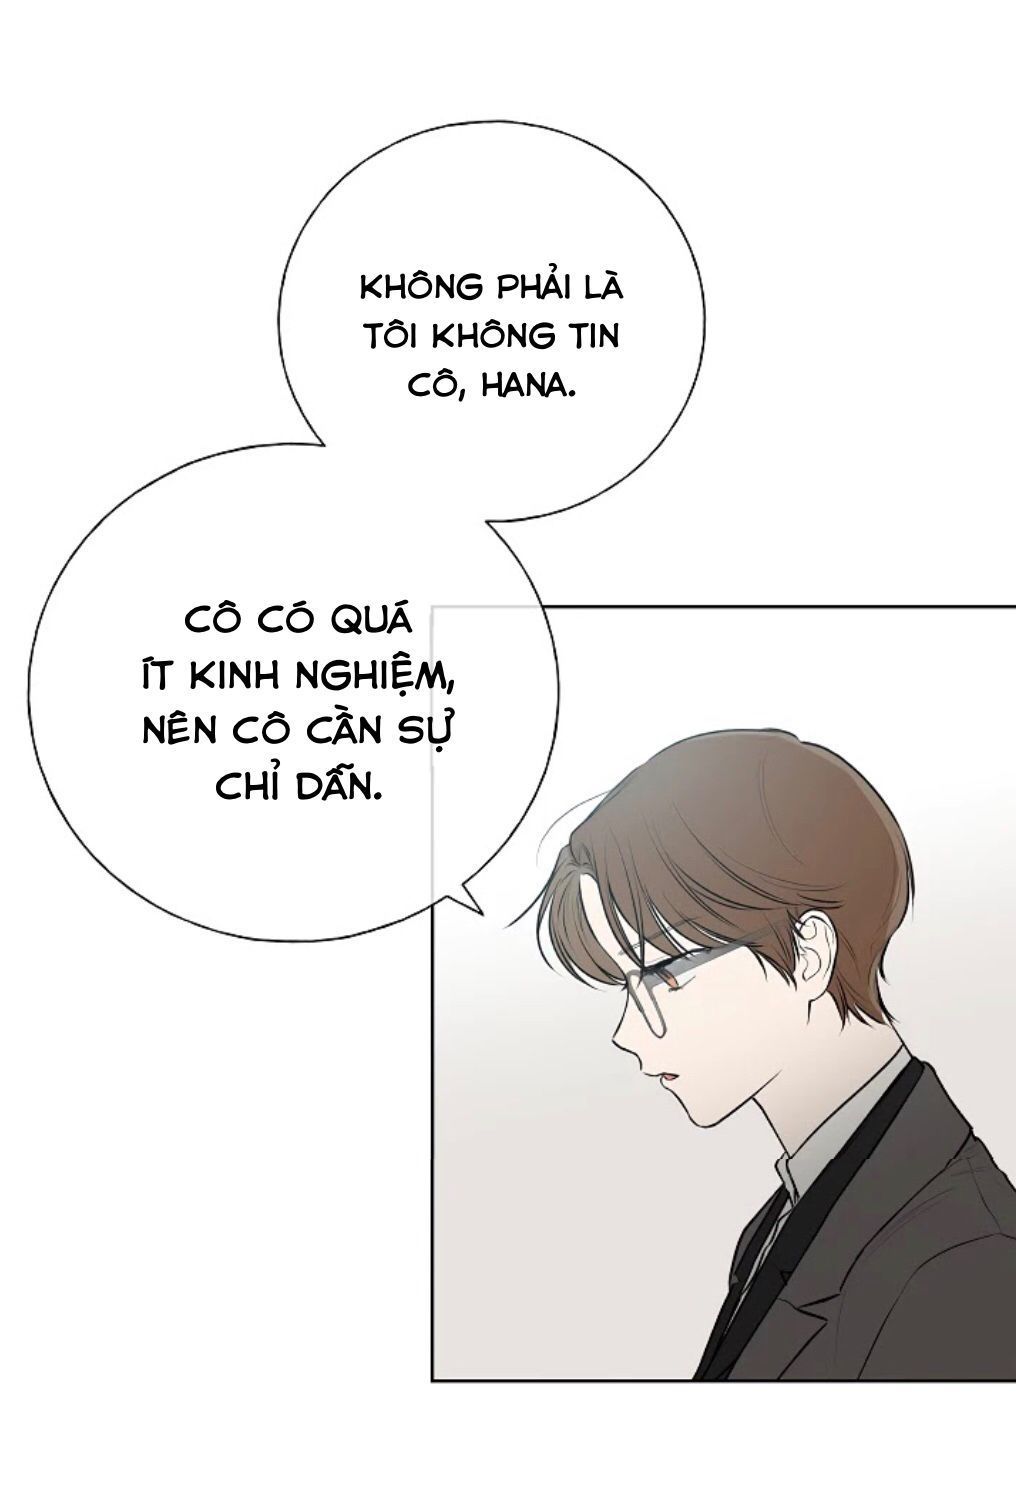 KHÔNG PHẢI LÀ
TÔI KHÔNG TIN
CÔ, HANA.
CÔ CÓ QUÁ
ÍT KINH NGHIỆM,
NÊN CÔ CẦN SỰ
CHỈ DẪN.